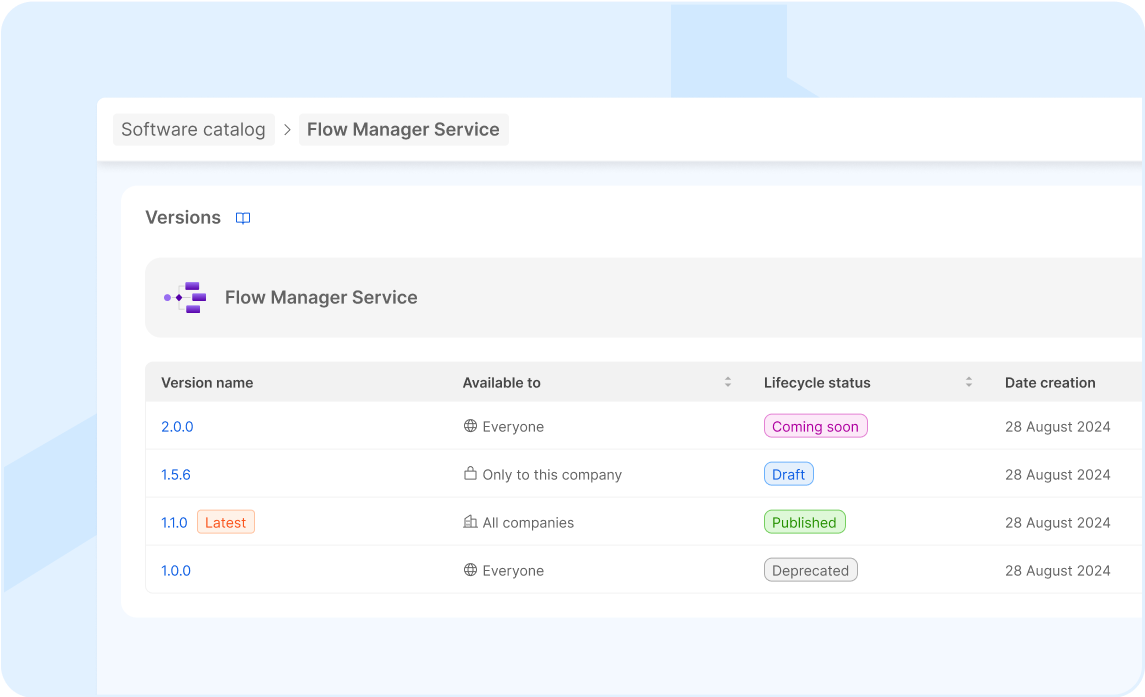 Software catalog > Flow Manager Service
Versions
Flow Manager Service
Version name Available to Lifecycle status Date creation
2.0.0 Everyone Coming soon 28 August 2024
1.5.6 Only to this company Draft 28 August 2024
1.1.0 Latest All companies Published 28 August 2024
1.0.0 Everyone Deprecated 28 August 2024